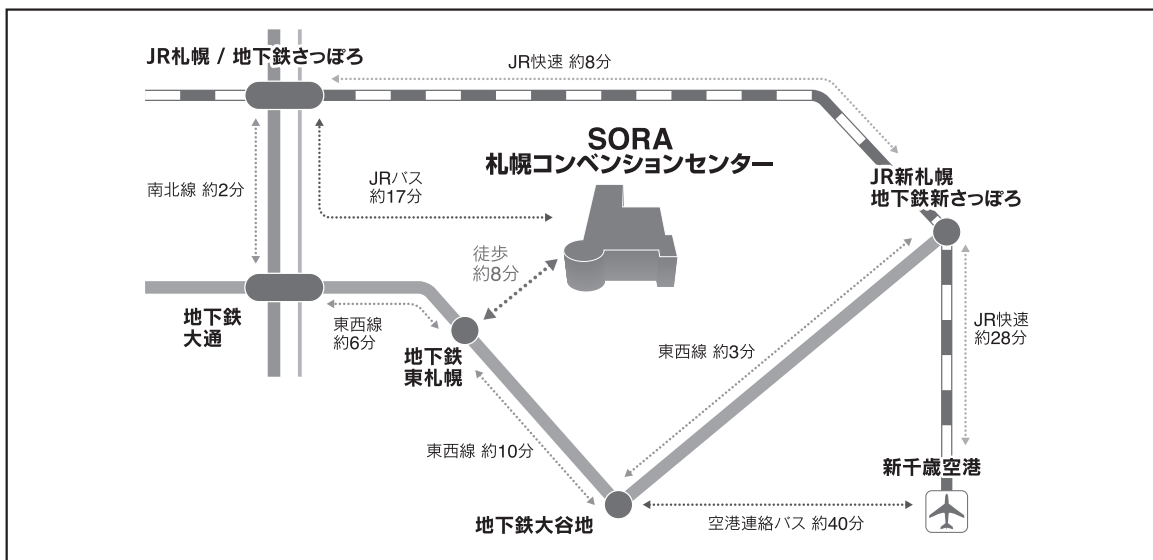 JR札幌 / 地下鉄さっぽろ
JR快速 約8分
SORA
札幌コンベンションセンター
JR新札幌
地下鉄新さっぽろ
南北線 約2分
JRバス
約17分
徒歩
約8分
地下鉄
大通
東西線
約6分
地下鉄
東札幌
東西線 約3分
JR快速
約28分
東西線 約10分
新千歳空港
地下鉄大谷地
空港連絡バス 約40分